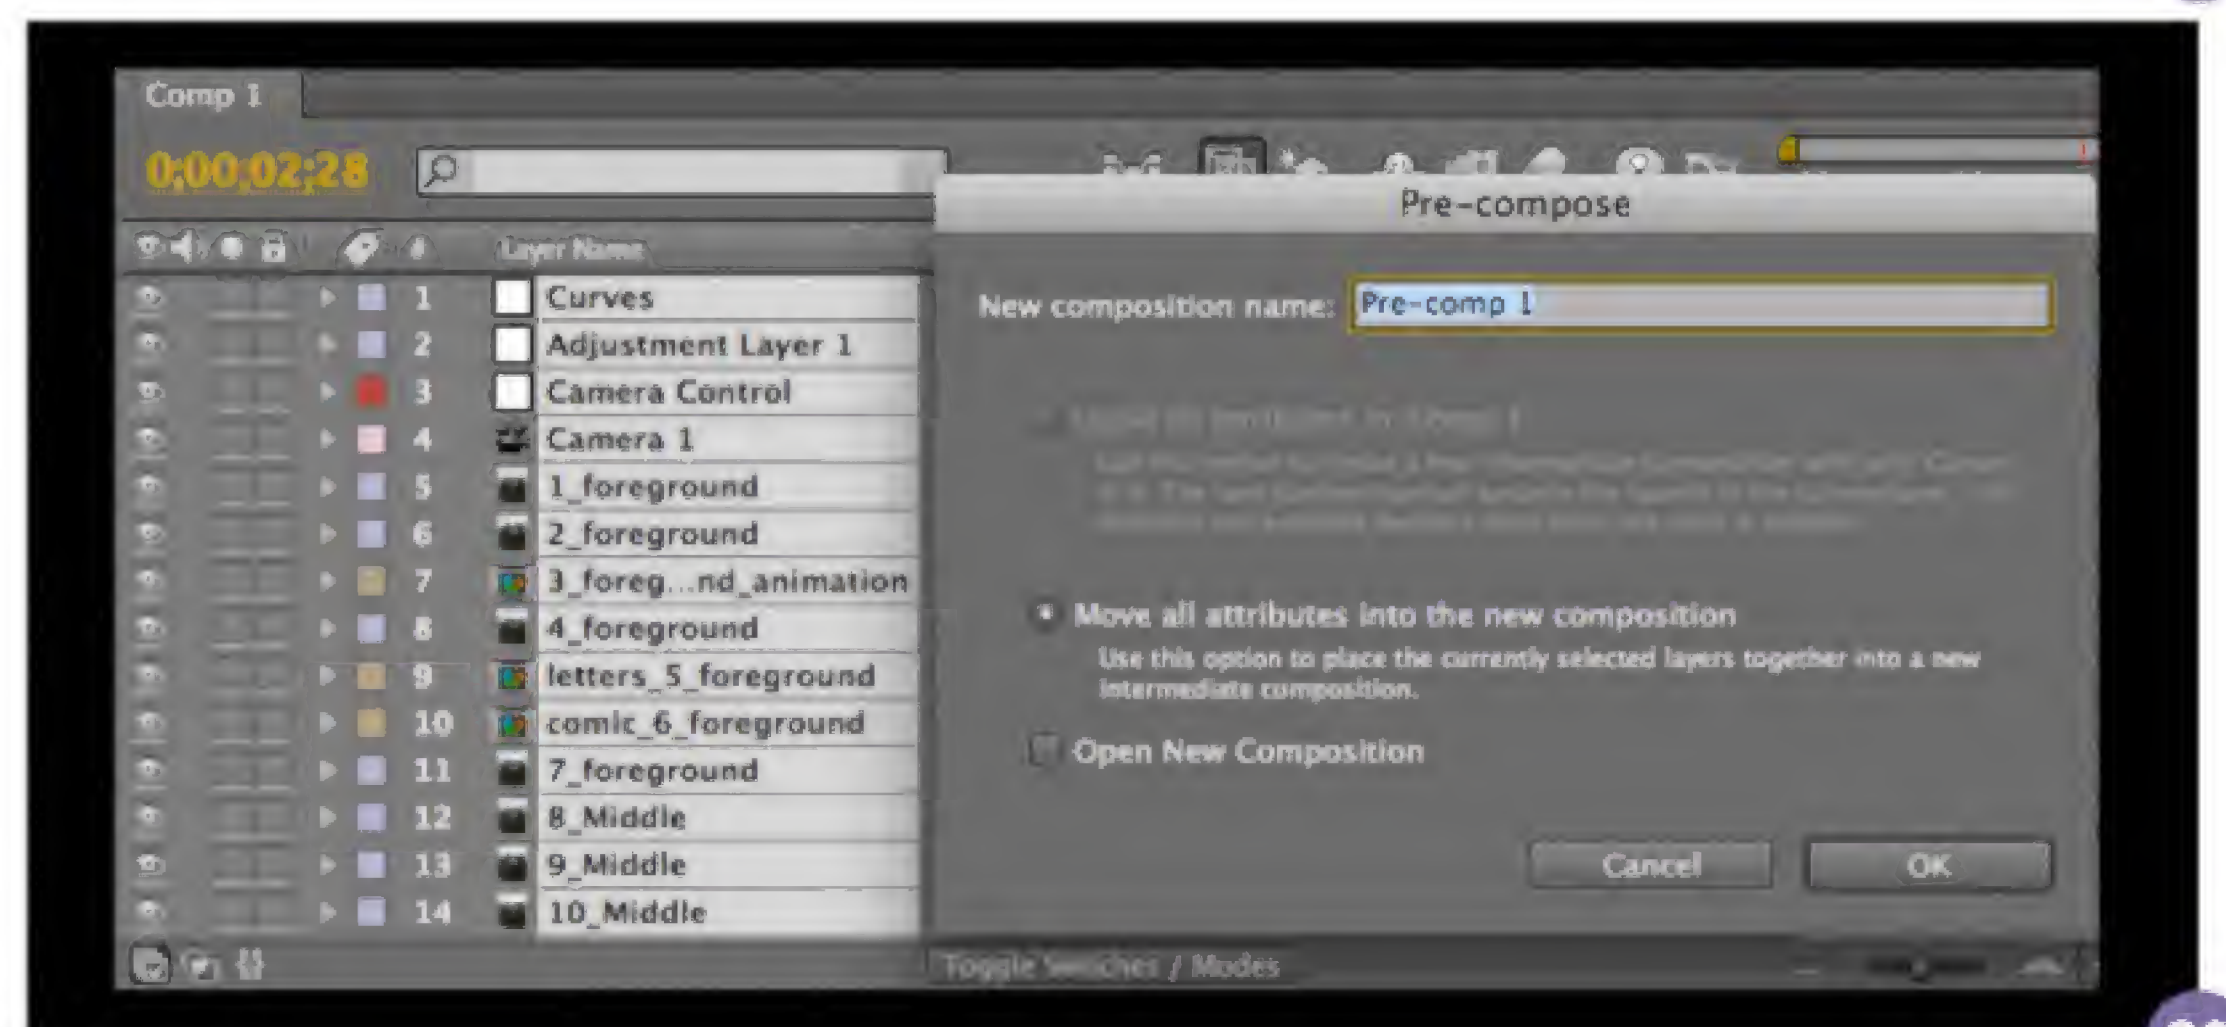 Comp 1
0;00;02;28
# Layer Name
1 Curves
2 Adjustment Layer 1
3 Camera Control
4 Camera 1
5 1_foreground
6 2_foreground
7 3_foreg...nd_animation
8 4_foreground
9 letters_5_foreground
10 comic_6_foreground
11 7_foreground
12 8_Middle
13 9_Middle
14 10_Middle
Toggle Switches / Modes
Pre-compose
New composition name: Pre-comp 1
Move all attributes into the new composition
Use this option to place the currently selected layers together into a new
intermediate composition.
Open New Composition
Cancel OK